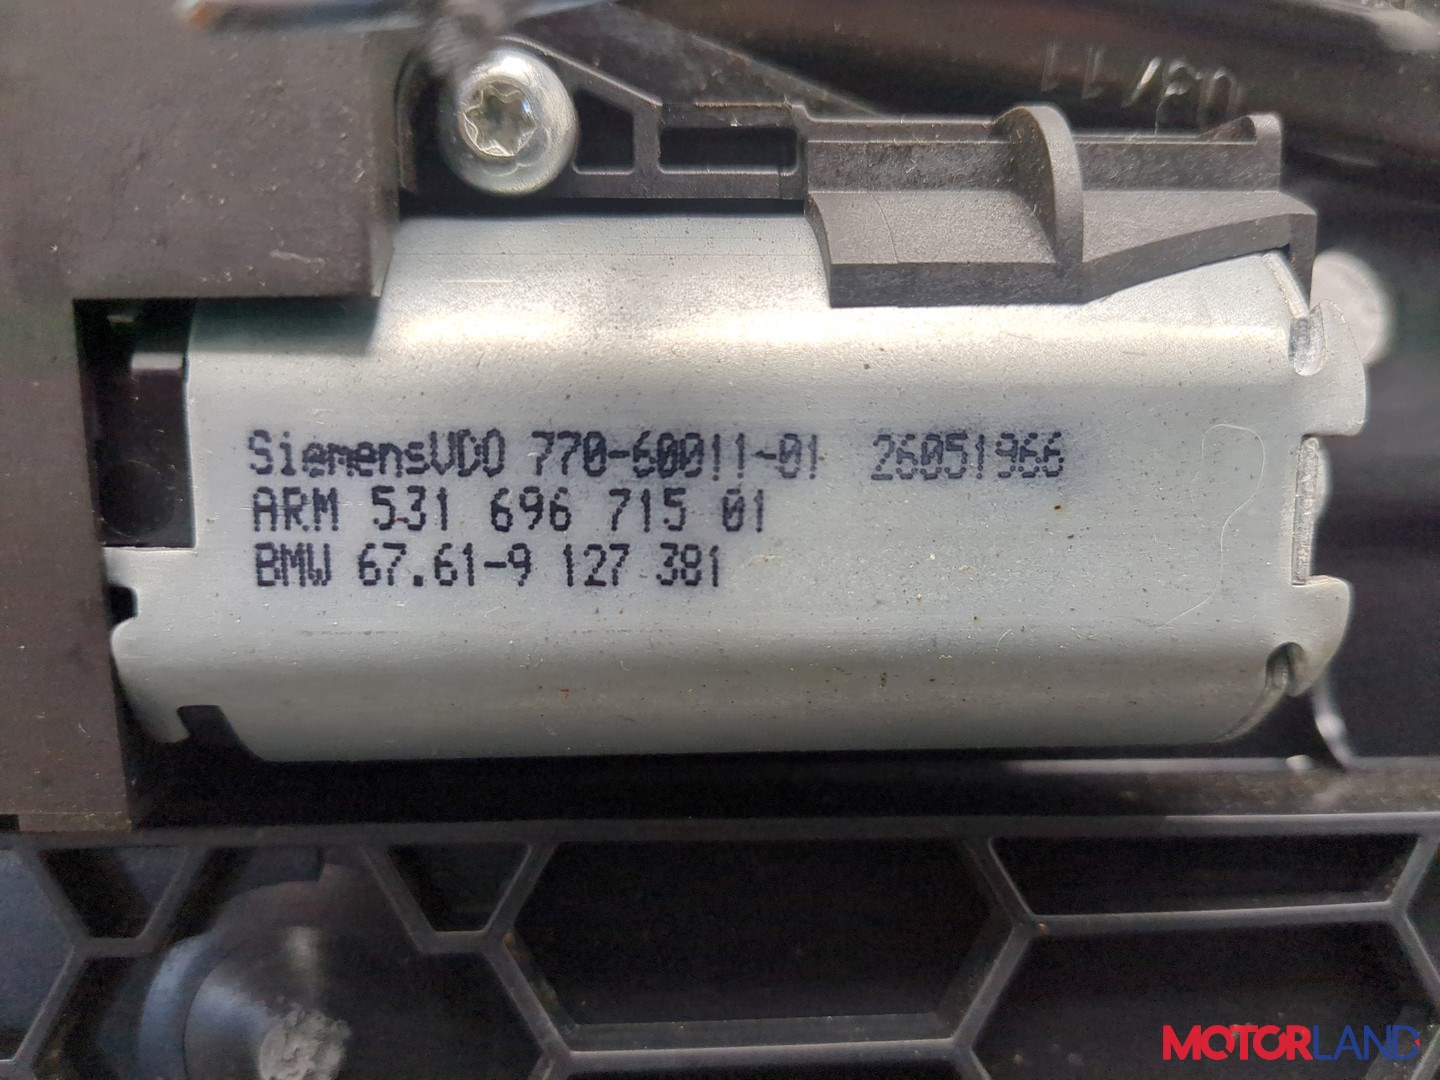 SiemensVDO 770-60011-01 26051966
ARM 531 696 715 01
BMW 67.61-9 127 381
MOTORLAND